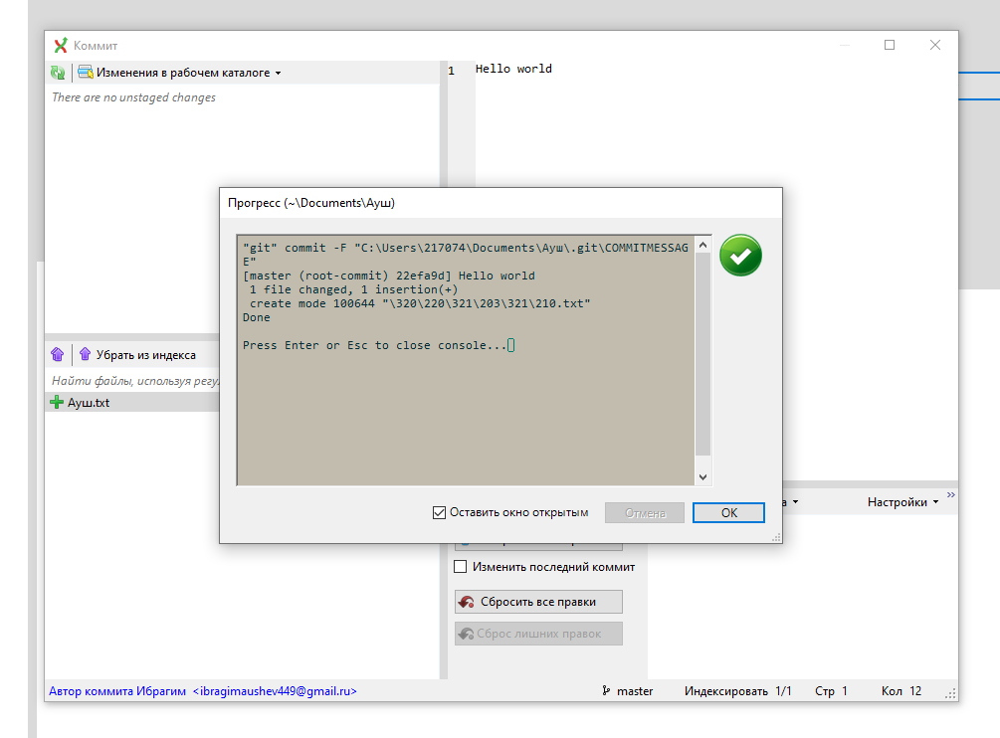 Коммит
Изменения в рабочем каталоге
There are no unstaged changes
1 Hello world
Прогресс (~\Documents\Ауш)
"git" commit -F "C:\Users\217074\Documents\Ауш\.git\COMMITMESSAG
E"
[master (root-commit) 22efa9d] Hello world
1 file changed, 1 insertion(+)
create mode 100644 "\320\220\321\203\321\210.txt"
Done
Press Enter or Esc to close console...
Оставить окно открытым
Отмена
OK
Убрать из индекса
Найти файлы, используя регу
Ауш.txt
а
Настройки
Изменить последний коммит
Сбросить все правки
Сброс лишних правок
Автор коммита Ибрагим <ibragimaushev449@gmail.ru>
master
Индексировать 1/1
Стр 1
Кол 12